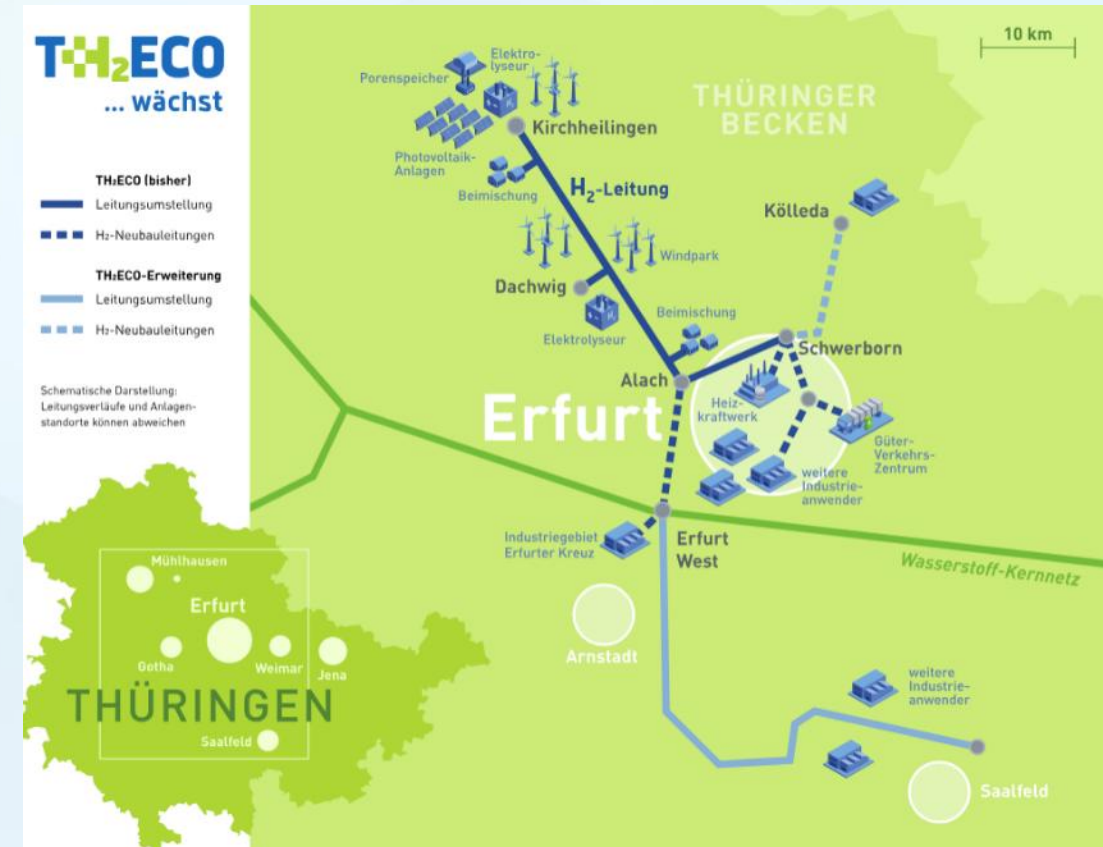 TH₂ECO
... wächst
TH₂ECO (bisher)
Leitungsumstellung
H₂-Neubauleitungen
TH₂ECO-Erweiterung
Leitungsumstellung
H₂-Neubauleitungen
Schematische Darstellung:
Leitungsverläufe und Anlagen-
standorte können abweichen
10 km
THÜRINGER
BECKEN
Elektro-
lyseur
Porenspeicher
H₂
Kirchheilingen
Photovoltaik-
Anlagen
Beimischung
H₂-Leitung
Kölleda
Windpark
Dachwig
Elektrolyseur
H₂
Beimischung
Schwerborn
Alach
Erfurt
Heiz-
kraftwerk
Güter-
Verkehrs-
Zentrum
weitere
Industrie-
anwender
Industriegebiet
Erfurter Kreuz
Erfurt
West
Wasserstoff-Kernnetz
Arnstadt
weitere
Industrie-
anwender
Saalfeld
Mühlhausen
Erfurt
Gotha
Weimar
Jena
THÜRINGEN
Saalfeld